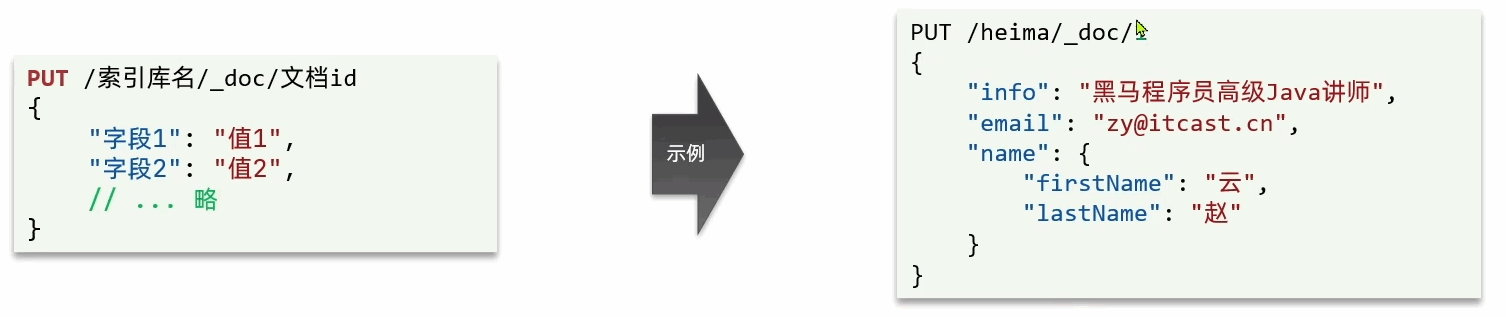 PUT /索引库名/_doc/文档id
{
    "字段1": "值1",
    "字段2": "值2",
    // ... 略
}
示例
PUT /heima/_doc/
{
    "info": "黑马程序员高级Java讲师",
    "email": "zy@itcast.cn",
    "name": {
        "firstName": "云",
        "lastName": "赵"
    }
}